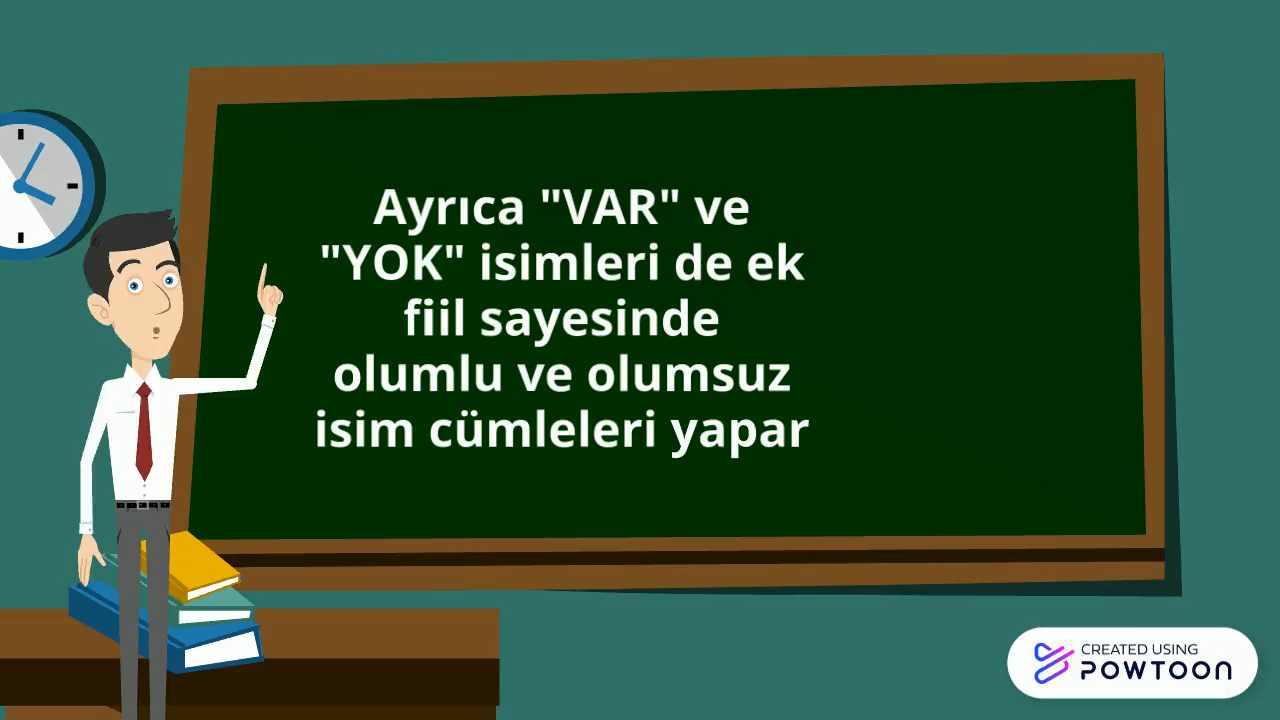 Ayrıca "VAR" ve
"YOK" isimleri de ek
fiil sayesinde
olumlu ve olumsuz
isim cümleleri yapar
CREATED USING
POWTOON